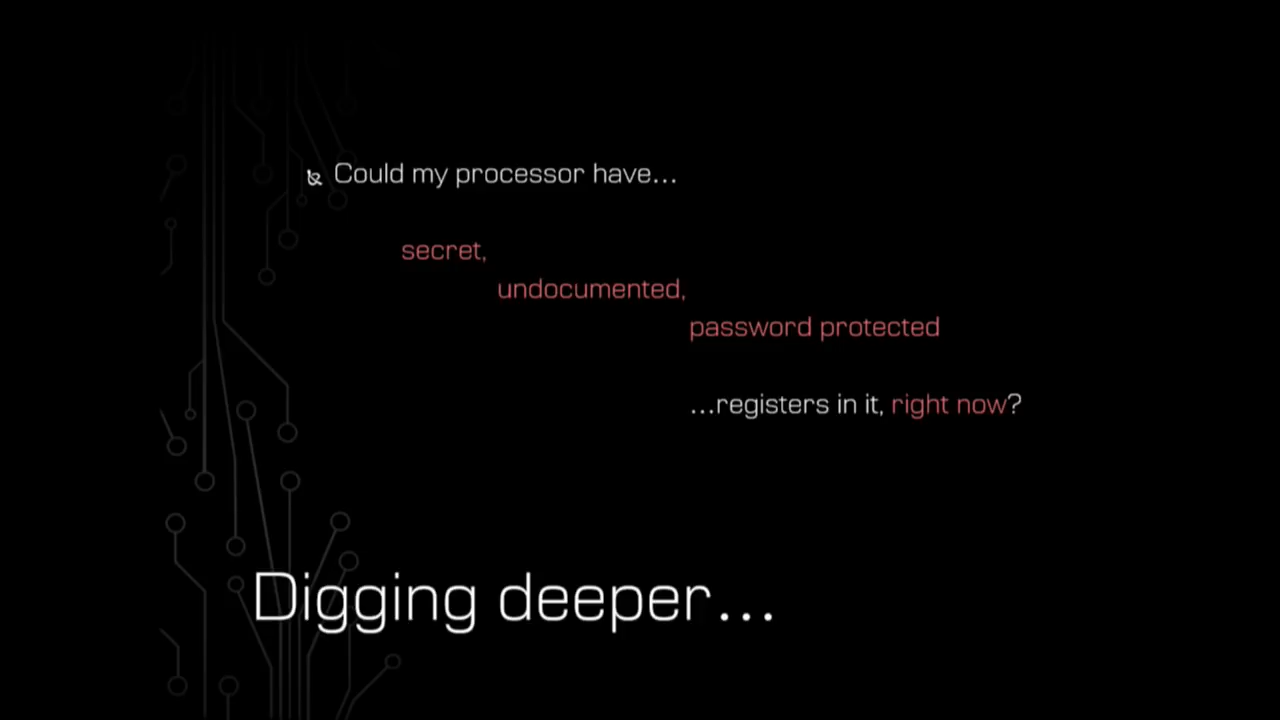 Could my processor have...
secret,
undocumented,
password protected
...registers in it, right now?
Digging deeper...